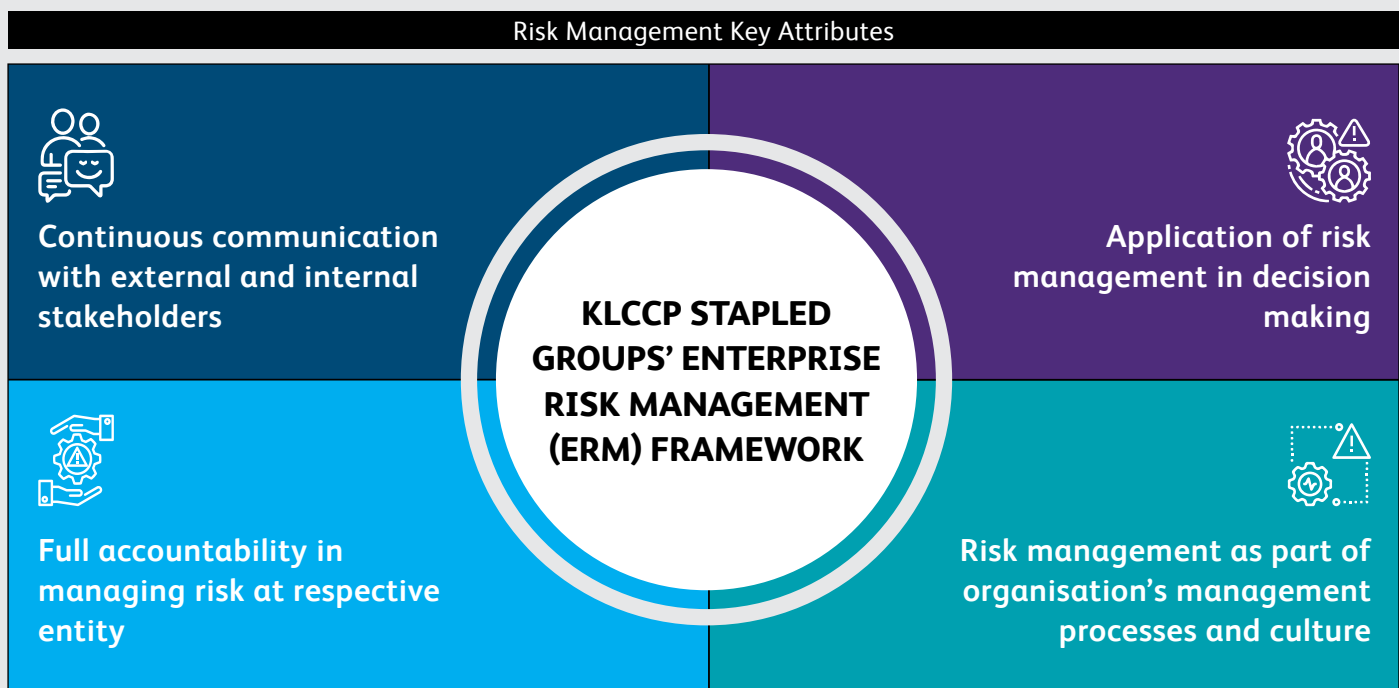 Risk Management Key Attributes
Continuous communication
with external and internal
stakeholders
Application of risk
management in decision
making
KLCCP STAPLED
GROUPS’ ENTERPRISE
RISK MANAGEMENT
(ERM) FRAMEWORK
Full accountability in
managing risk at respective
entity
Risk management as part of
organisation’s management
processes and culture